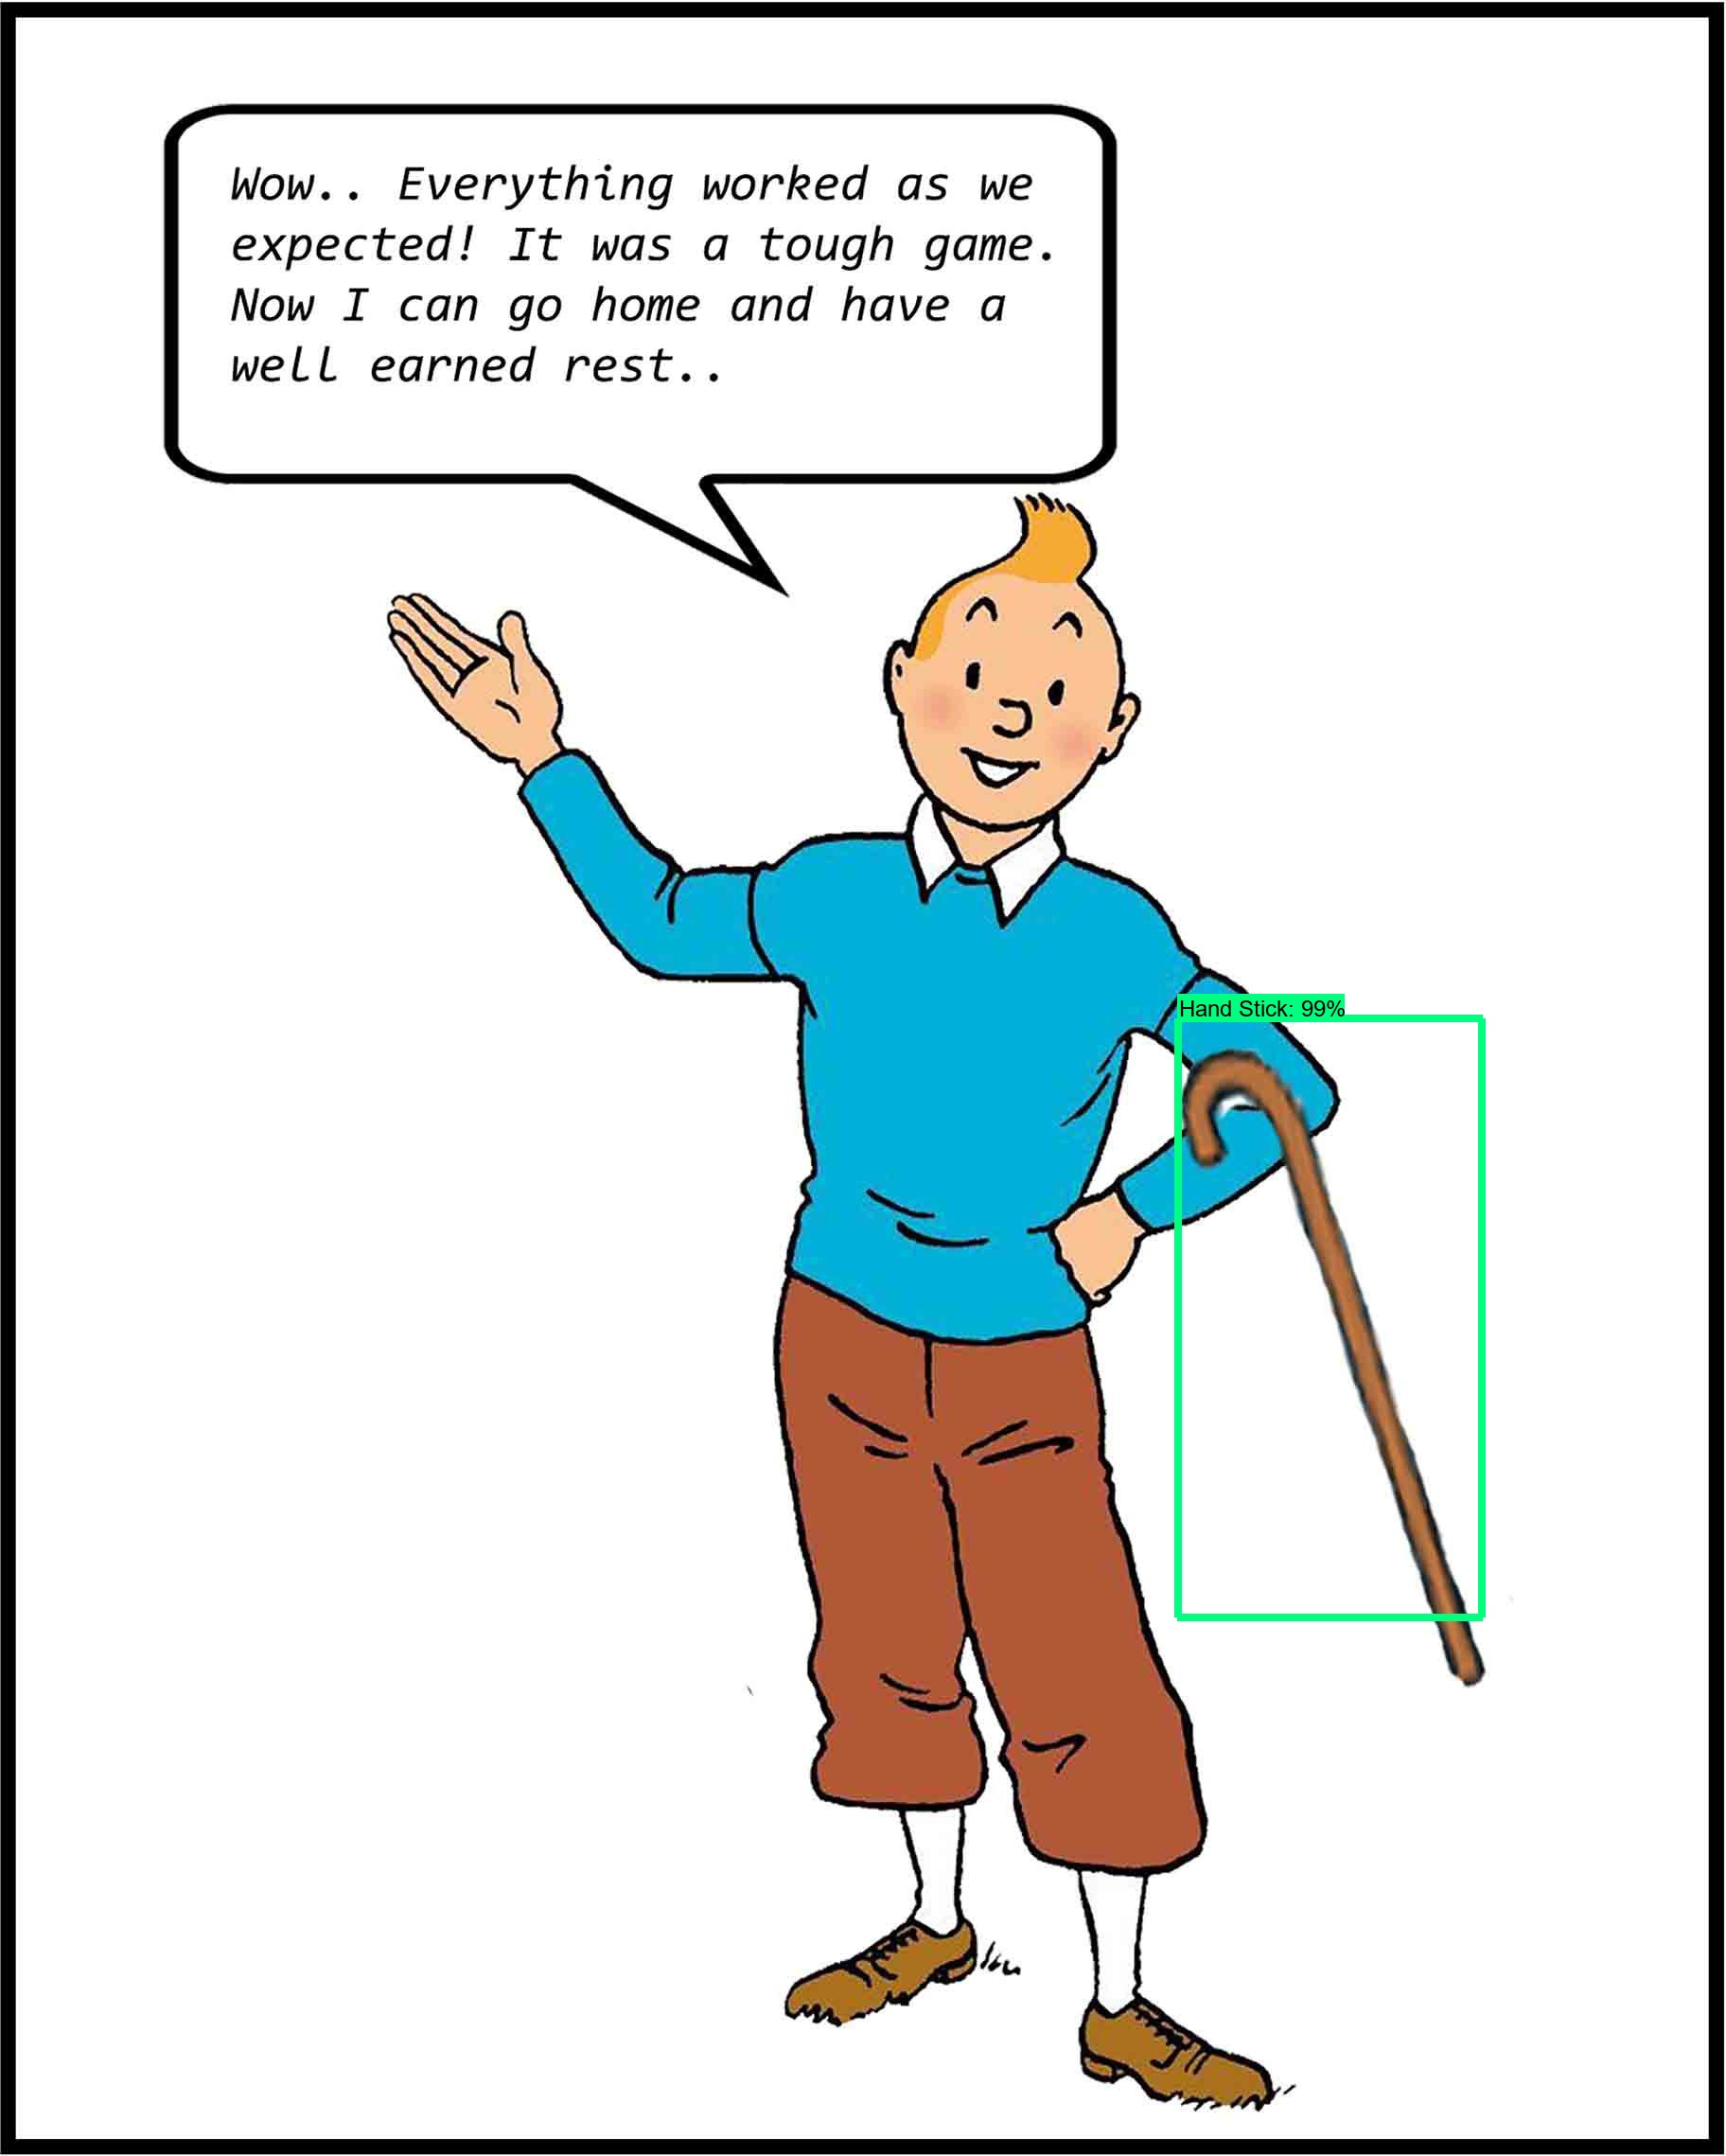 Wow.. Everything worked as we
expected! It was a tough game.
Now I can go home and have a
well earned rest..
Hand Stick: 99%